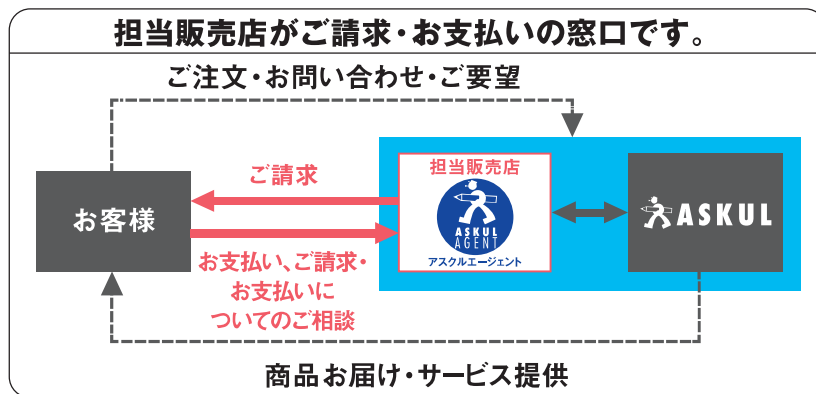 担当販売店がご請求・お支払いの窓口です。
ご注文・お問い合わせ・ご要望
お客様
ご請求
お支払い、ご請求・
お支払いに
ついてのご相談
担当販売店
ASKUL
AGENT
アスクルエージェント
ASKUL
商品お届け・サービス提供